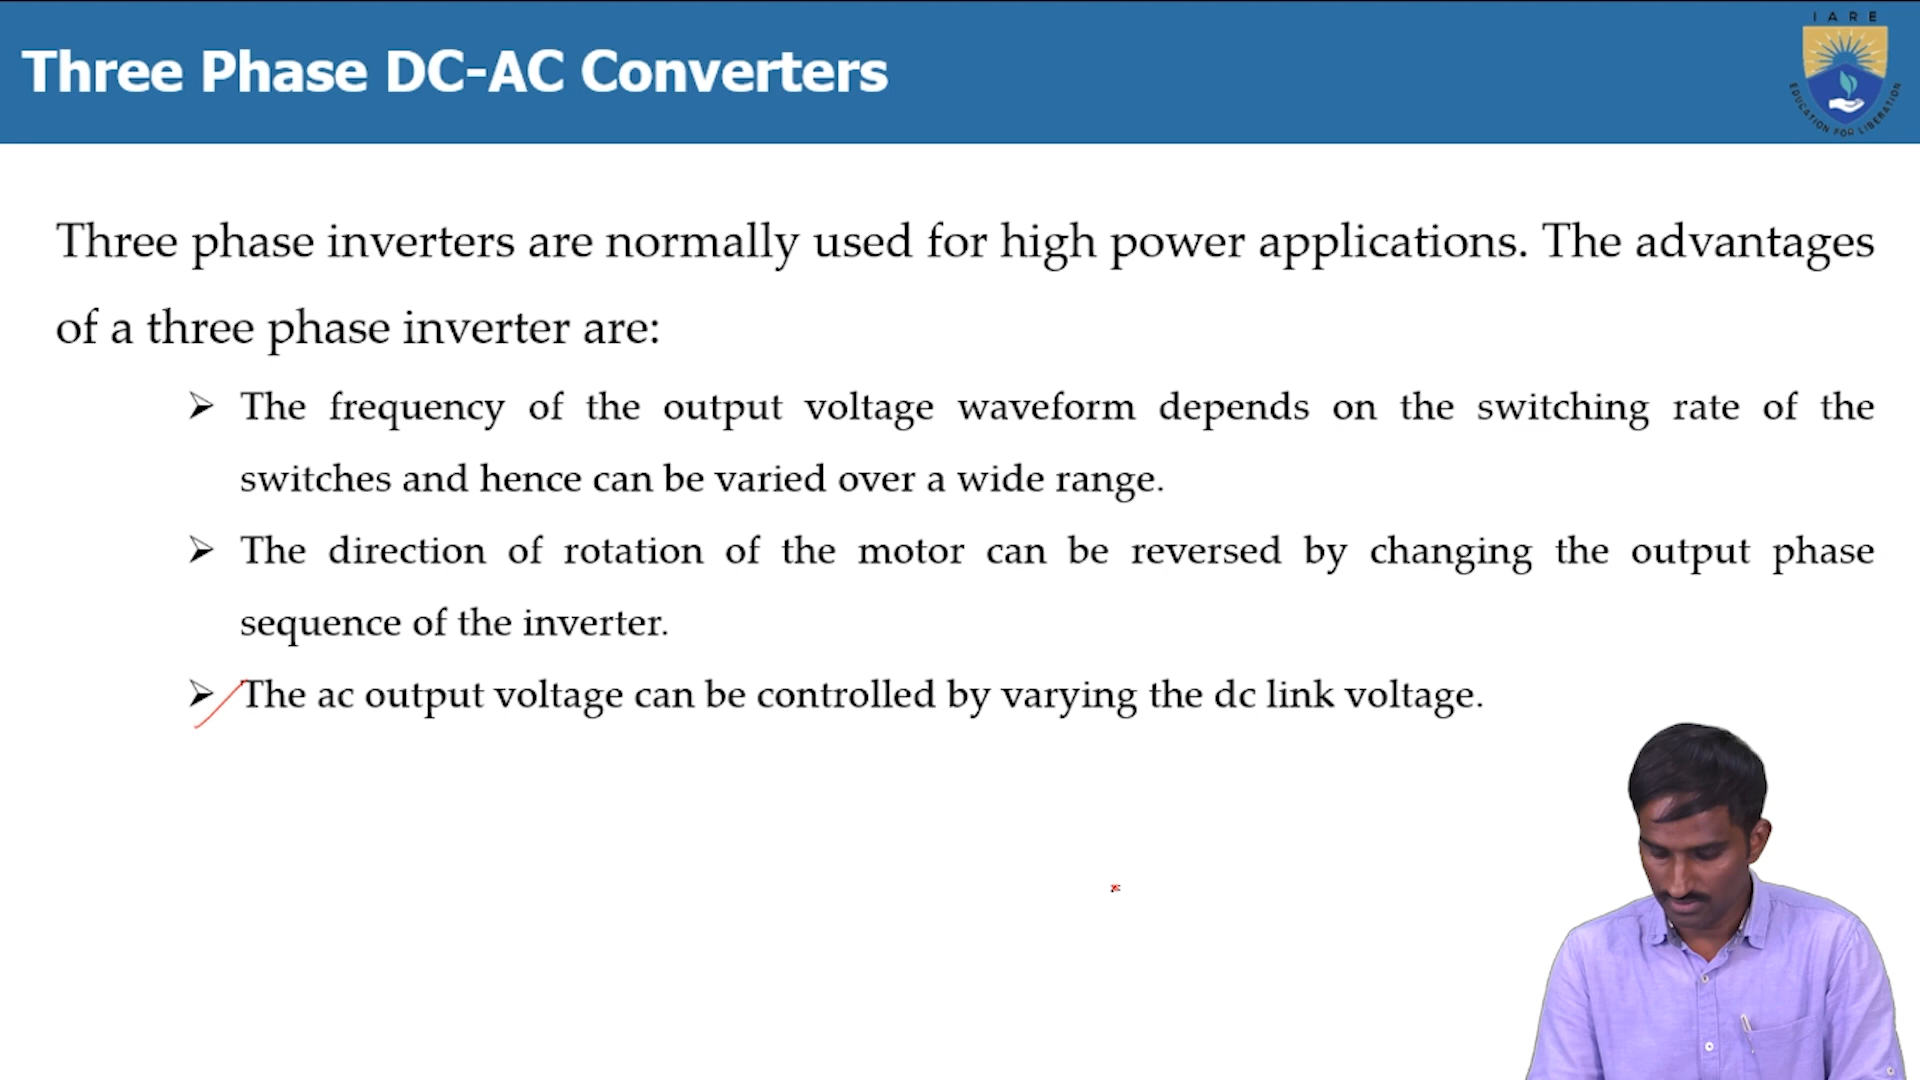 I A R E
EDUCATION FOR LIBERATION
Three Phase DC-AC Converters
Three phase inverters are normally used for high power applications. The advantages
of a three phase inverter are:
The frequency of the output voltage waveform depends on the switching rate of the
switches and hence can be varied over a wide range.
The direction of rotation of the motor can be reversed by changing the output phase
sequence of the inverter.
The ac output voltage can be controlled by varying the dc link voltage.